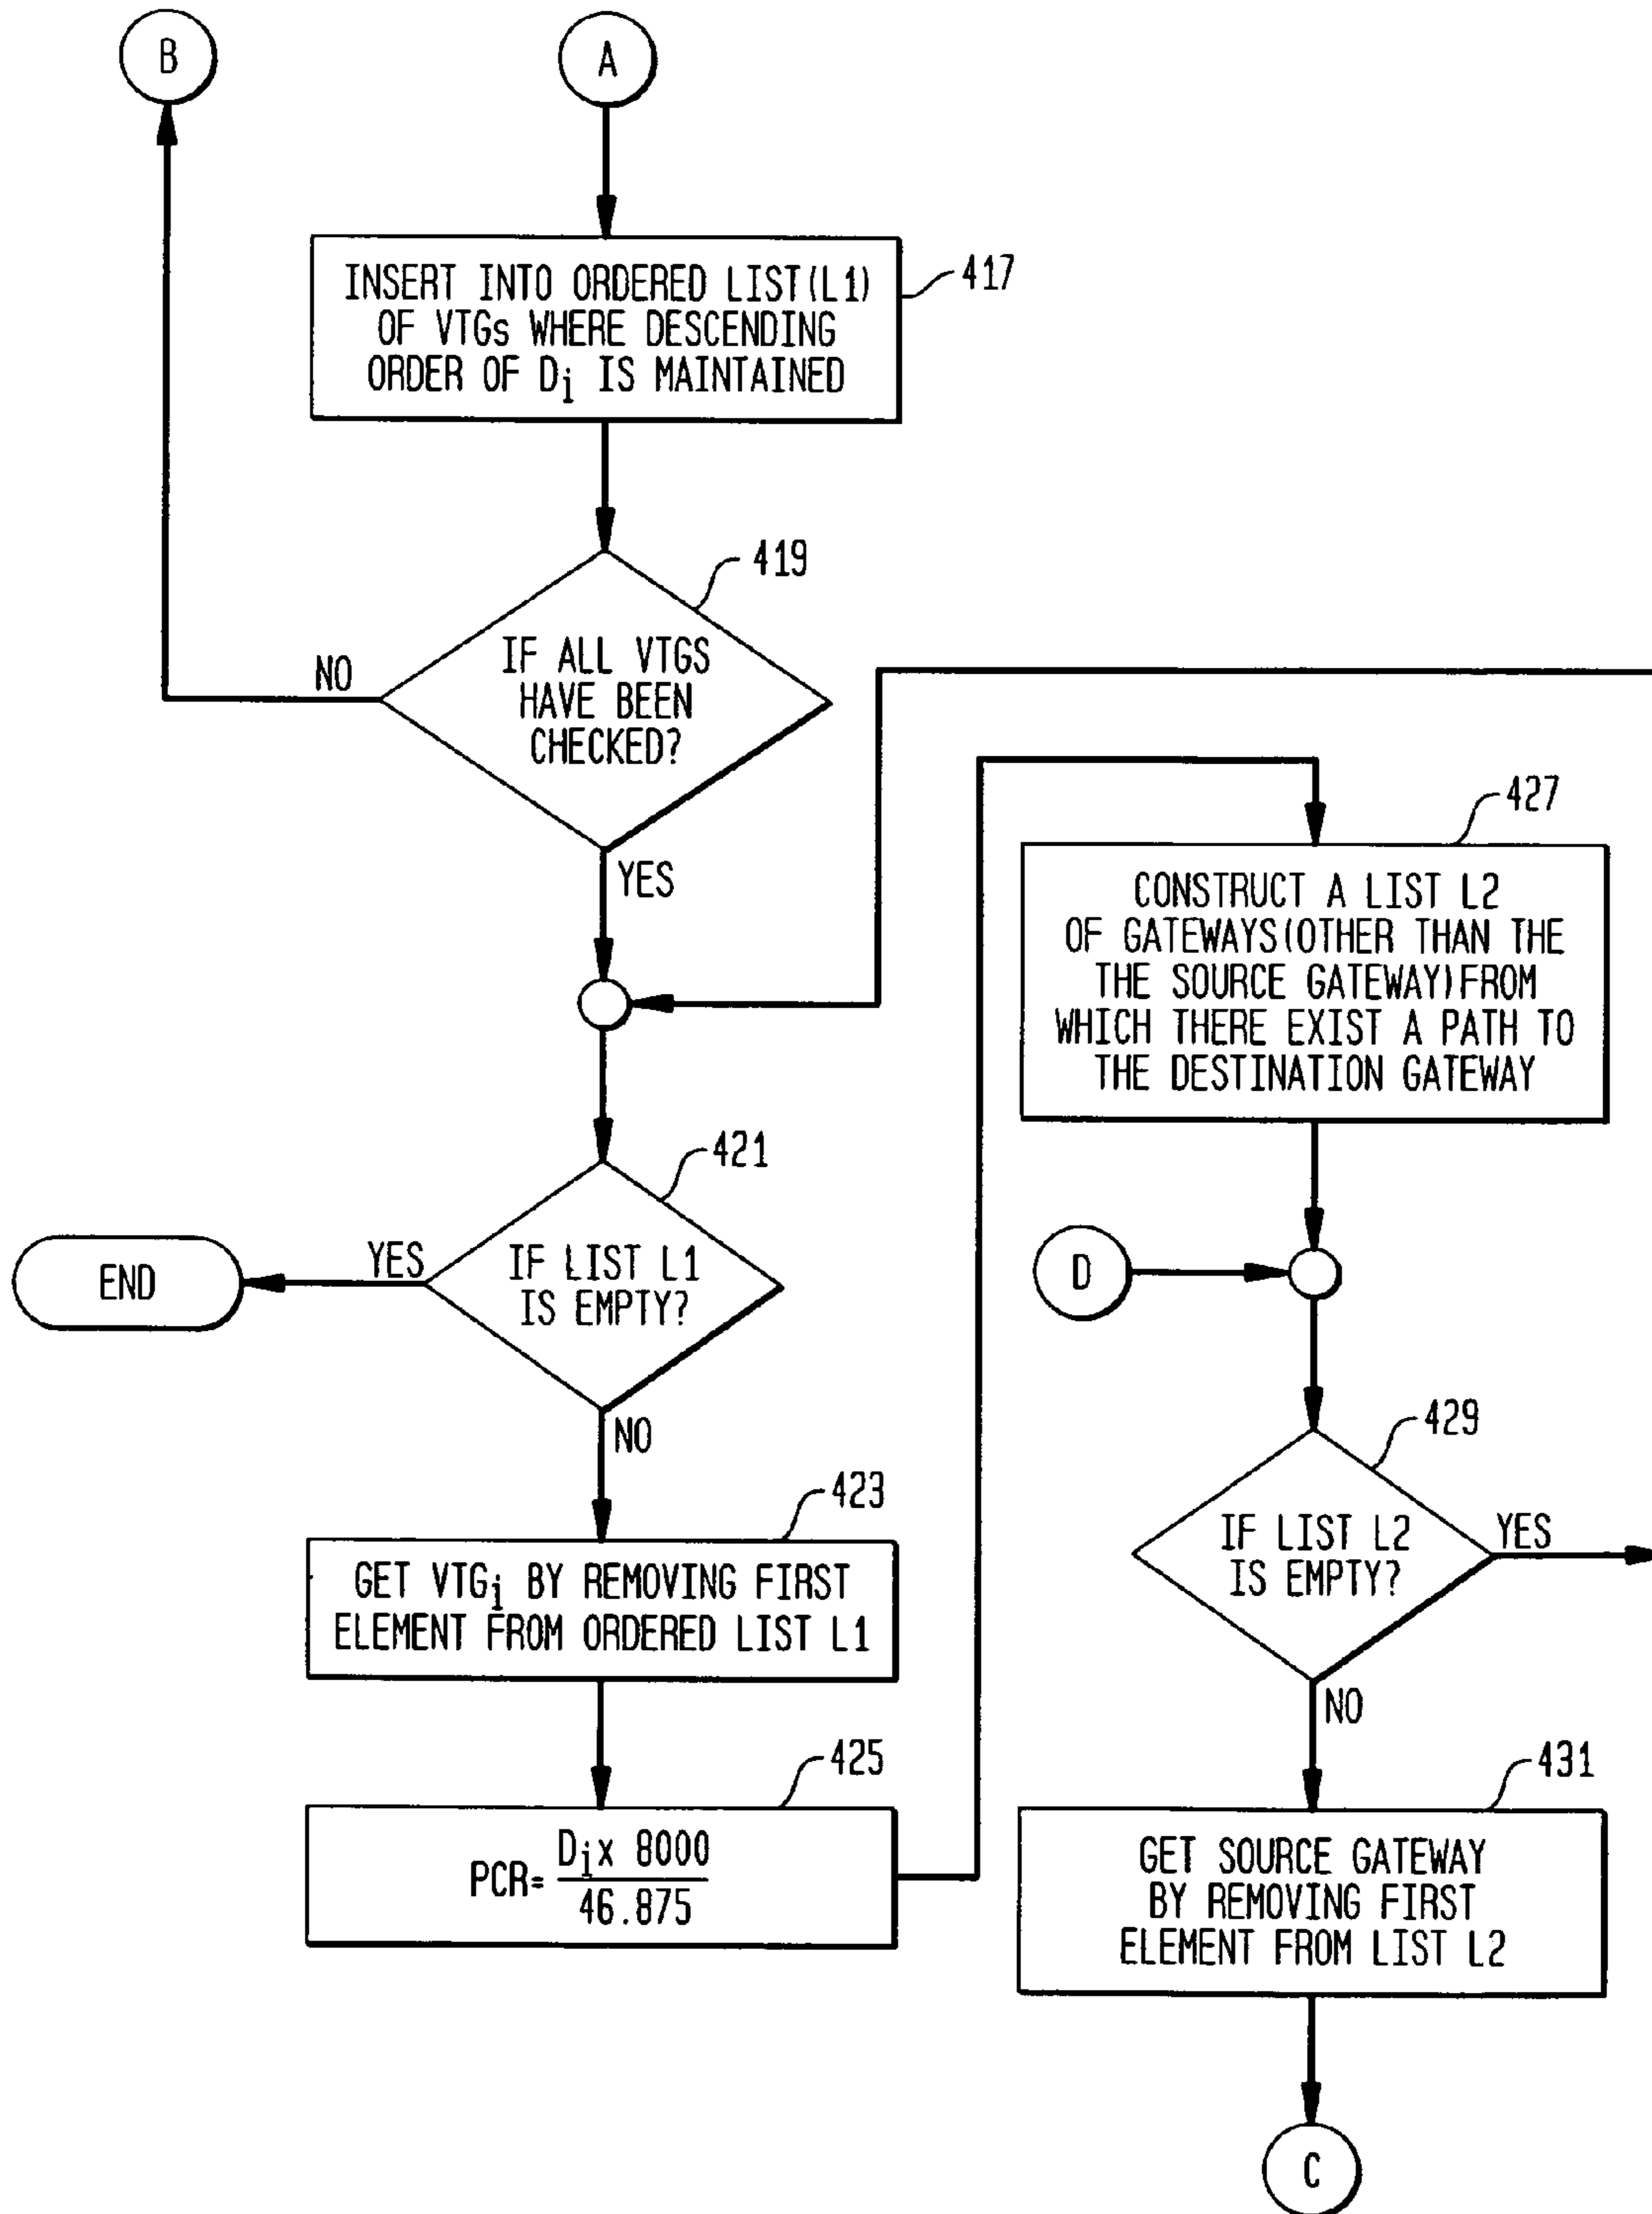 B
A
INSERT INTO ORDERED LIST(L1)
OF VTGs WHERE DESCENDING
ORDER OF Di IS MAINTAINED
417
419
IF ALL VTGS
HAVE BEEN
CHECKED?
NO
YES
421
IF LIST L1
IS EMPTY?
YES
END
NO
423
GET VTGi BY REMOVING FIRST
ELEMENT FROM ORDERED LIST L1
425
PCR= Di x 8000
46.875
427
CONSTRUCT A LIST L2
OF GATEWAYS(OTHER THAN THE
THE SOURCE GATEWAY)FROM
WHICH THERE EXIST A PATH TO
THE DESTINATION GATEWAY
D
429
IF LIST L2
IS EMPTY?
YES
NO
431
GET SOURCE GATEWAY
BY REMOVING FIRST
ELEMENT FROM LIST L2
C